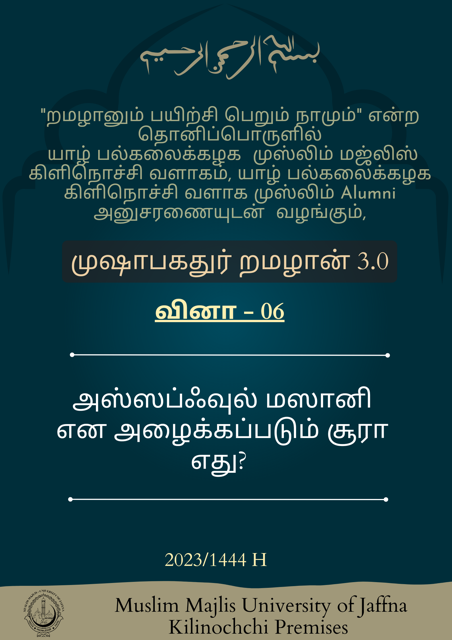 بسم الله الرحمن الرحيم
"றமழானும் பயிற்சி பெறும் நாமும்" என்ற
தொனிப்பொருளில்
யாழ் பல்கலைக்கழக முஸ்லிம் மஜ்லிஸ்
கிளிநொச்சி வளாகம், யாழ் பல்கலைக்கழக
கிளிநொச்சி வளாக முஸ்லிம் Alumni
அனுசரணையுடன் வழங்கும்,
முஷாபகதுர் றமழான் 3.0
வினா - 06
அஸ்ஸப்ஃவுல் மஸானி
என அழைக்கப்படும் சூரா
எது?
2023/1444 H
Muslim Majlis University of Jaffna
Kilinochchi Premises